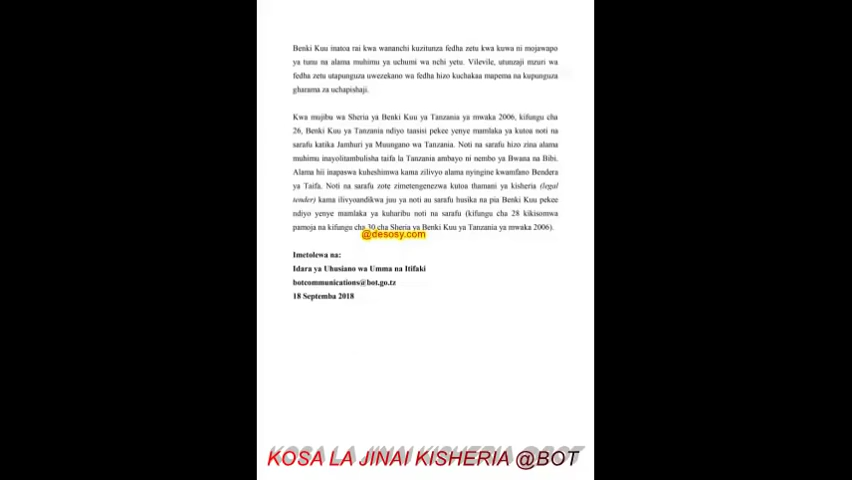 Benki Kuu inatoa rai kwa wananchi kuzitunza fedha zetu kwa kuwa ni mojawapo
ya tunu na alama muhimu ya uchumi wa nchi yetu. Vilevile, utunzaji mzuri wa
fedha zetu utapunguza uwezekano wa fedha hizo kuchakaa mapema na kupunguza
gharama za uchapishaji.
Kwa mujibu wa Sheria ya Benki Kuu ya Tanzania ya mwaka 2006, kifungu cha
26, Benki Kuu ya Tanzania ndiyo taasisi pekee yenye mamlaka ya kutoa noti na
sarafu katika Jamhuri ya Muungano wa Tanzania. Noti na sarafu hizo zina alama
muhimu inayolitambulisha taifa la Tanzania ambayo ni nembo ya Bwana na Bibi.
Alama hii inapaswa kuheshimwa kama zilivyo alama nyingine kwamfano Bendera
ya Taifa. Noti na sarafu zote zimetengenezwa kutoa thamani ya kisheria (legal
tender) kama ilivyoandikwa juu ya noti au sarafu husika na pia Benki Kuu pekee
ndiyo yenye mamlaka ya kuharibu noti na sarafu (kifungu cha 28 kikisomwa
pamoja na kifungu cha 30 cha Sheria ya Benki Kuu ya Tanzania ya mwaka 2006).
@desosy.com
Imetolewa na:
Idara ya Uhusiano wa Umma na Itifaki
botcommunications@bot.go.tz
18 Septemba 2018
KOSA LA JINAI KISHERIA @BOT